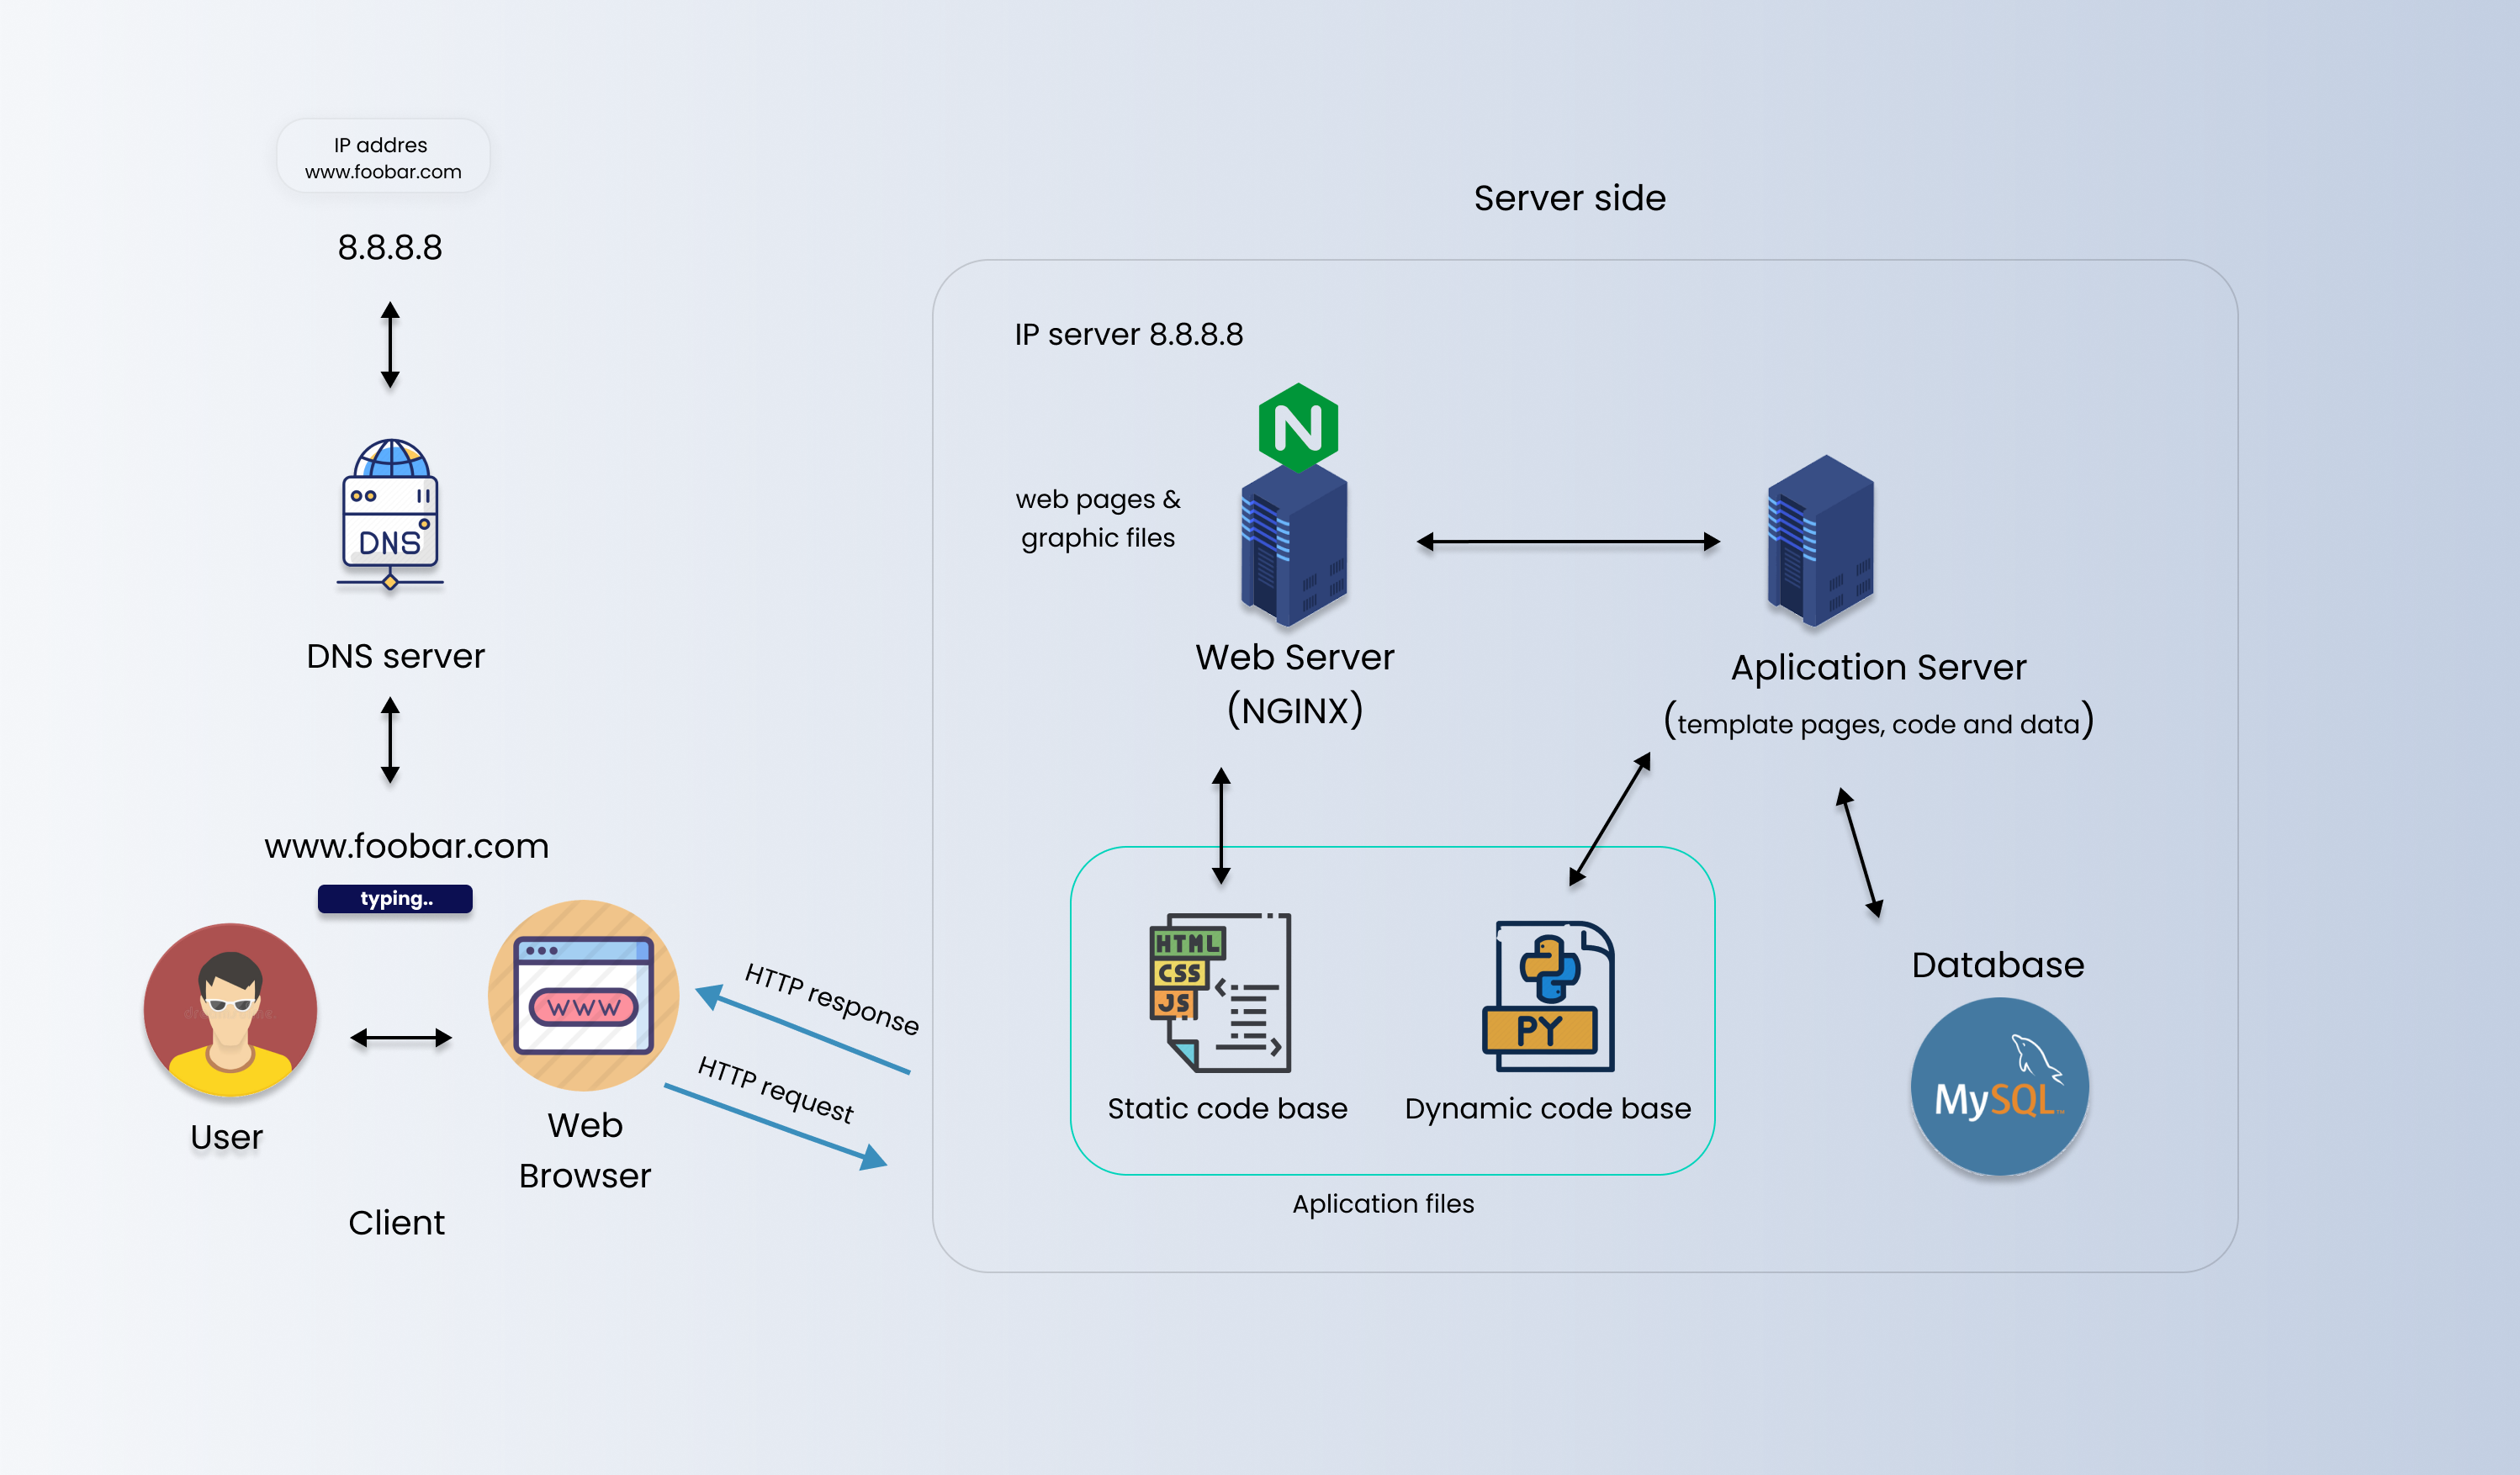 IP addres
www.foobar.com
8.8.8.8
DNS
DNS server
www.foobar.com
typing..
User
WWW
Web
Browser
Client
HTTP response
HTTP request
Server side
IP server 8.8.8.8
N
web pages &
graphic files
Web Server
(NGINX)
Aplication Server
(template pages, code and data)
HTML
CSS
JS
Static code base
PY
Dynamic code base
Aplication files
Database
MySQL™